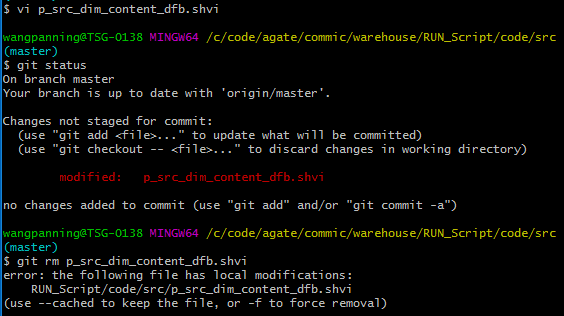 $ vi p_src_dim_content_dfb.shvi
wangpanning@TSG-0138 MINGW64 /c/code/agate/commic/warehouse/RUN_Script/code/src
(master)
$ git status
On branch master
Your branch is up to date with 'origin/master'.
Changes not staged for commit:
(use "git add <file>..." to update what will be committed)
(use "git checkout -- <file>..." to discard changes in working directory)
modified: p_src_dim_content_dfb.shvi
no changes added to commit (use "git add" and/or "git commit -a")
wangpanning@TSG-0138 MINGW64 /c/code/agate/commic/warehouse/RUN_Script/code/src
(master)
$ git rm p_src_dim_content_dfb.shvi
error: the following file has local modifications:
RUN_Script/code/src/p_src_dim_content_dfb.shvi
(use --cached to keep the file, or -f to force removal)